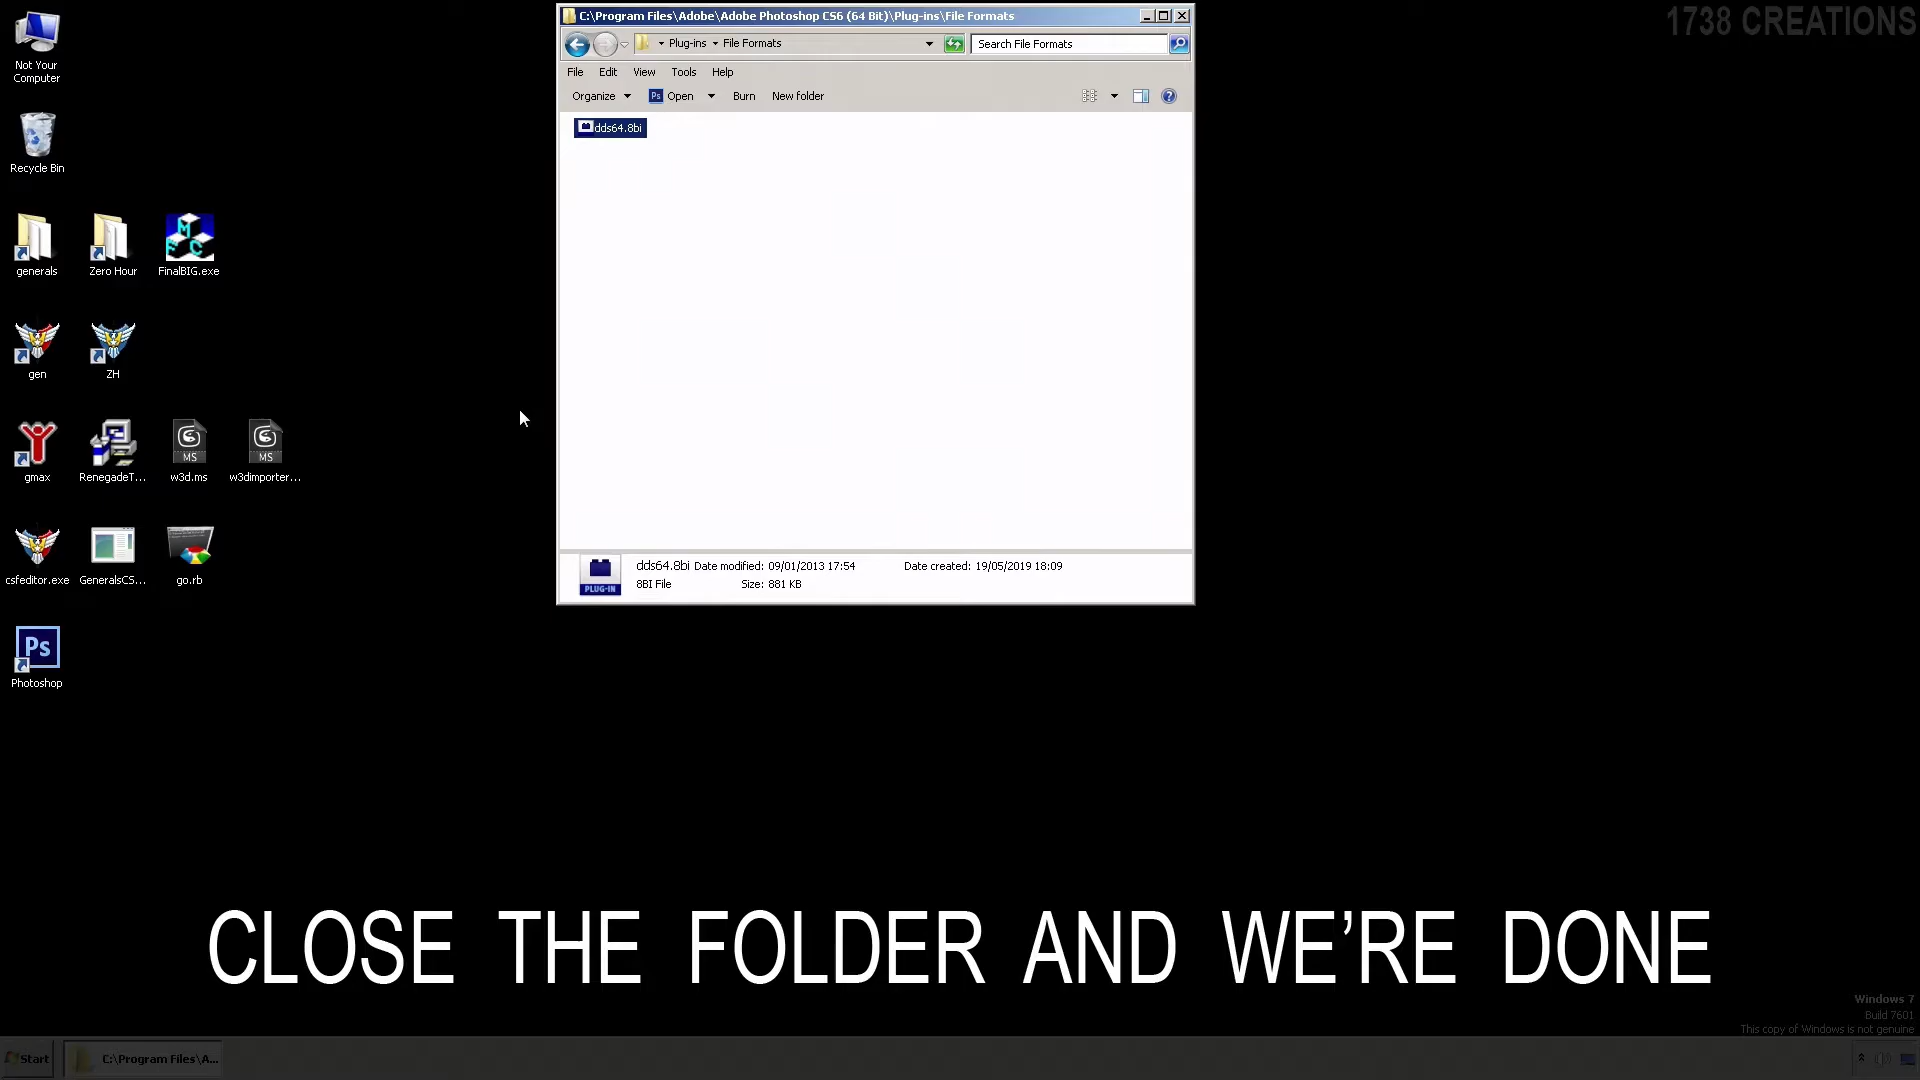 1738 CREATIONS
Not Your
Computer
Recycle Bin
generals
Zero Hour
FinalBIG.exe
gen
ZH
gmax
RenegadeT...
MS
w3d.ms
MS
w3dimporter...
csfeditor.exe
GeneralsCS...
go.rb
Ps
Photoshop
C:\Program Files\Adobe\Adobe Photoshop CS6 (64 Bit)\Plug-ins\File Formats
Plug-ins
File Formats
Search File Formats
File Edit View Tools Help
Organize
Ps Open
Burn
New folder
dds64.8bi
PLUG-IN
dds64.8bi Date modified: 09/01/2013 17:54 Date created: 19/05/2019 18:09
8BI File Size: 881 KB
CLOSE THE FOLDER AND WE'RE DONE
Windows 7
Build 7601
This copy of Windows is not genuine
Start
C:\Program Files\A...